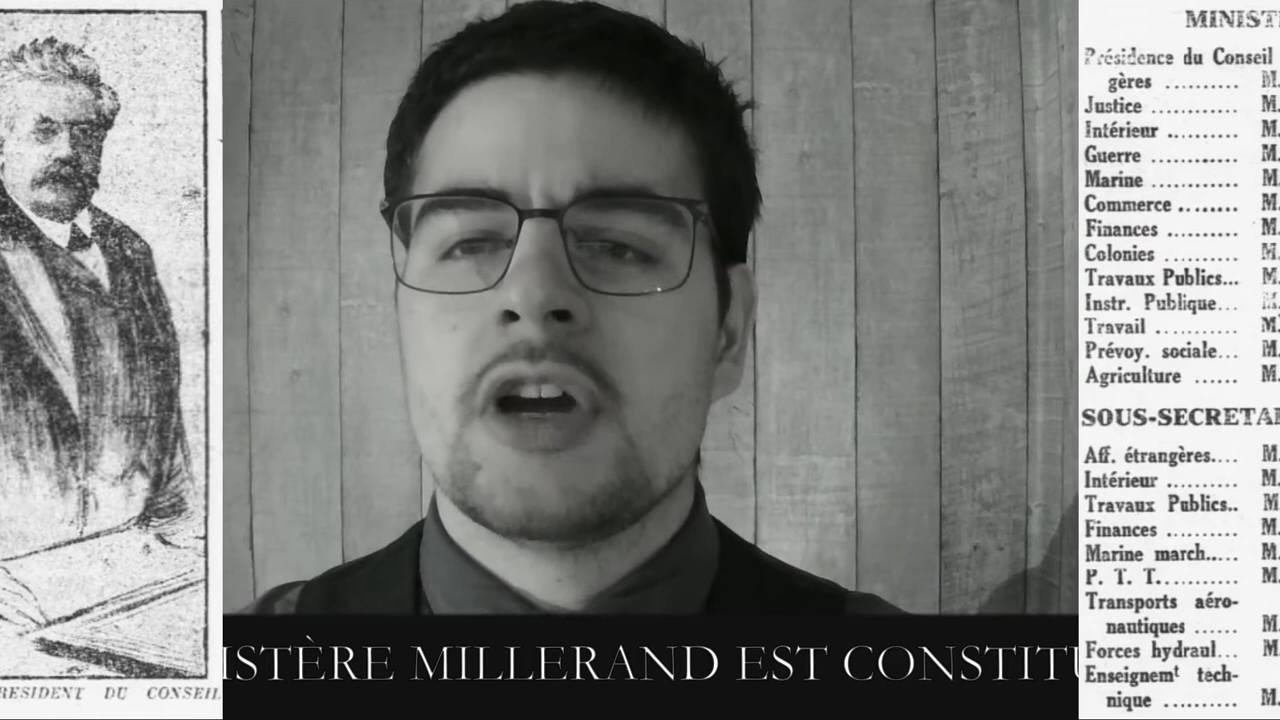 RESIDENT DU CONSEIL
ISTÈRE MILLERAND EST CONSTITU
MINIST
Présidence du Conseil
gères .......... M.
Justice .......... M.
Intérieur .......... M.
Guerre .......... M.
Marine .......... M.
Commerce ........ M.
Finances .......... M.
Colonies .......... M.
Travaux Publics... M.
Instr. Publique... M.
Travail .......... M.
Prévoy. sociale... M.
Agriculture ...... M.
SOUS-SECRETA
Aff. étrangères.... M.
Intérieur .......... M.
Travaux Publics.. M
Finances .......... M.
Marine march..... M.
P. T. T........... M.
Transports aéro-
nautiques ...... M.
Forces hydraul... M.
Enseignemt tech-
nique .......... M.